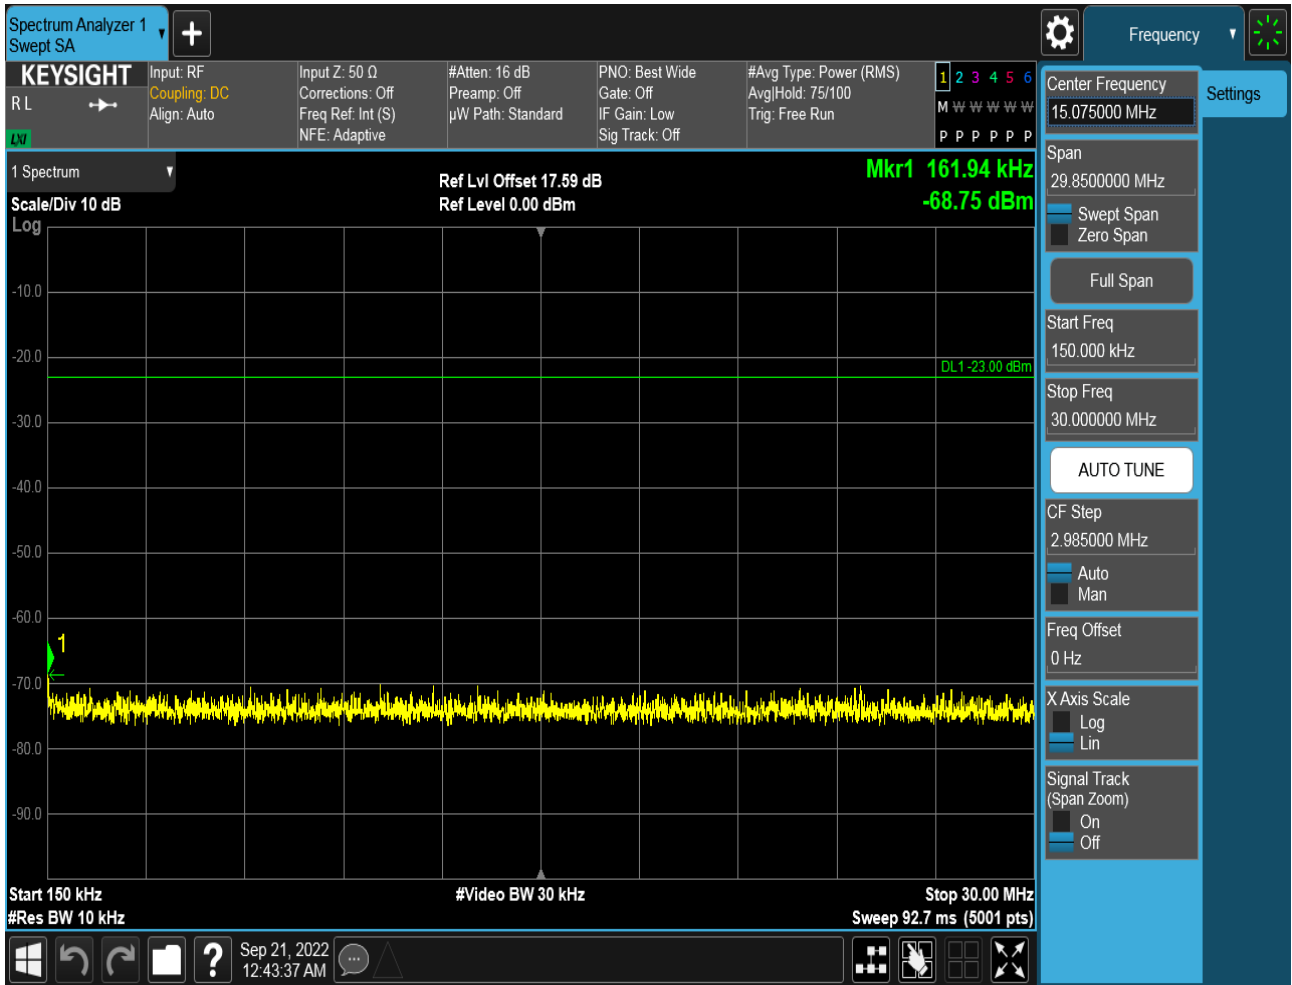 Spectrum Analyzer 1
Swept SA
Frequency
KEYSIGHT
R L
LXI
Input: RF
Coupling: DC
Align: Auto
Input Z: 50 Ω
Corrections: Off
Freq Ref: Int (S)
NFE: Adaptive
#Atten: 16 dB
Preamp: Off
µW Path: Standard
PNO: Best Wide
Gate: Off
IF Gain: Low
Sig Track: Off
#Avg Type: Power (RMS)
Avg|Hold: 75/100
Trig: Free Run
1 2 3 4 5 6
M W W W W W
P P P P P P
1 Spectrum
Scale/Div 10 dB
Log
Ref Lvl Offset 17.59 dB
Ref Level 0.00 dBm
Mkr1 161.94 kHz
-68.75 dBm
-10.0
-20.0
DL1 -23.00 dBm
-30.0
-40.0
-50.0
-60.0
1
-70.0
-80.0
-90.0
Start 150 kHz
#Video BW 30 kHz
Stop 30.00 MHz
#Res BW 10 kHz
Sweep 92.7 ms (5001 pts)
Center Frequency
15.075000 MHz
Settings
Span
29.8500000 MHz
Swept Span
Zero Span
Full Span
Start Freq
150.000 kHz
Stop Freq
30.000000 MHz
AUTO TUNE
CF Step
2.985000 MHz
Auto
Man
Freq Offset
0 Hz
X Axis Scale
Log
Lin
Signal Track
(Span Zoom)
On
Off
?
Sep 21, 2022
12:43:37 AM